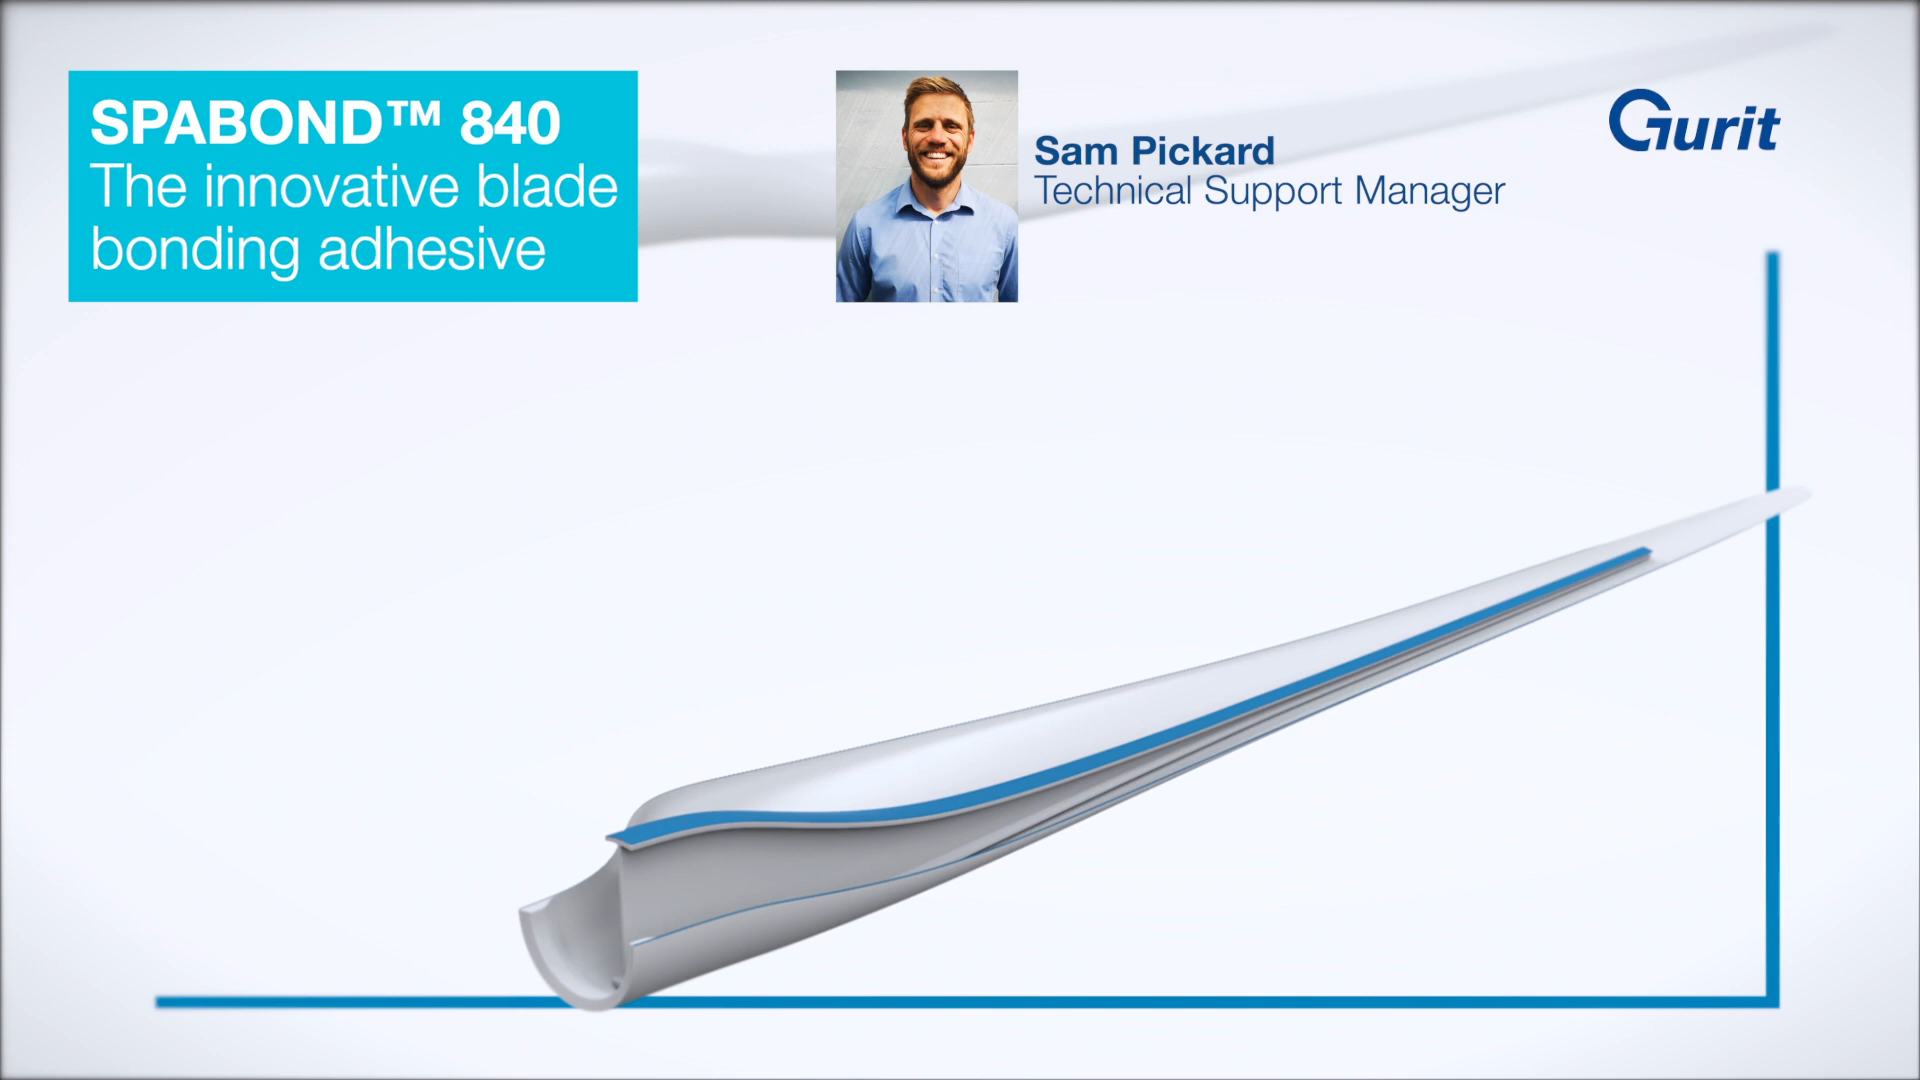 SPABOND™ 840
The innovative blade
bonding adhesive
Sam Pickard
Technical Support Manager
Gurit